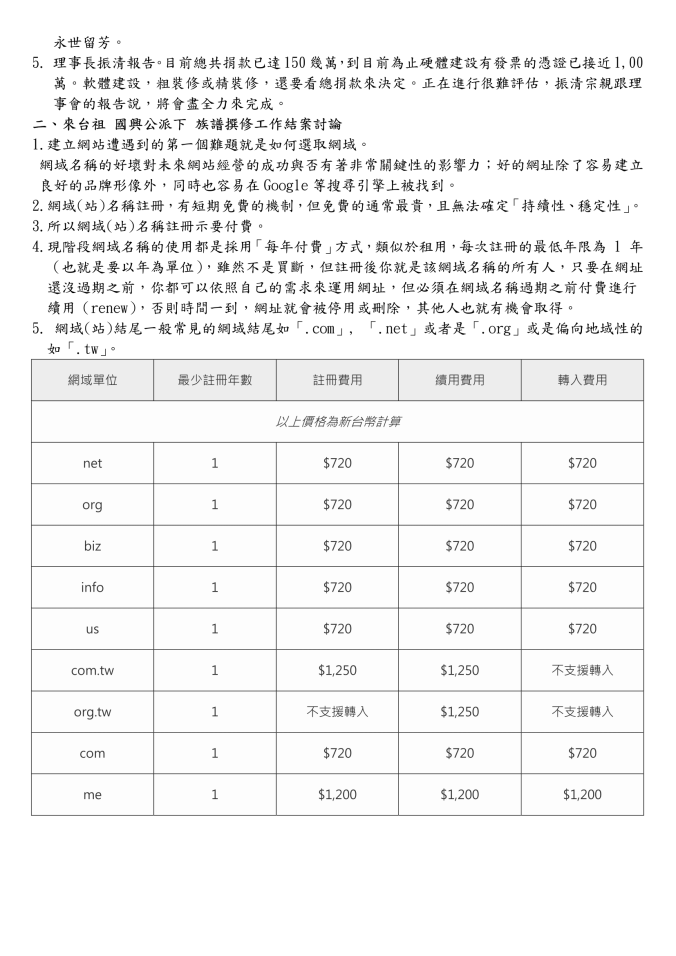 永世留芳。
5. 理事長振清報告。目前總共捐款已達150幾萬,到目前為止硬體建設有發票的憑證已接近1,00
萬。軟體建設,粗裝修或精裝修,還要看總捐款來決定。正在進行很難評估,振清宗親跟理
事會的報告說,將會盡全力來完成。
二、來台祖 國興公派下 族譜撰修工作結案討論
1.建立網站遭遇到的第一個難題就是如何選取網域。
網域名稱的好壞對未來網站經營的成功與否有著非常關鍵性的影響力;好的網址除了容易建立
良好的品牌形像外,同時也容易在Google等搜尋引擎上被找到。
2.網域(站)名稱註冊,有短期免費的機制,但免費的通常最貴,且無法確定「持續性、穩定性」。
3.所以網域(站)名稱註冊示要付費。
4.現階段網域名稱的使用都是採用「每年付費」方式,類似於租用,每次註冊的最低年限為 1 年
(也就是要以年為單位),雖然不是買斷,但註冊後你就是該網域名稱的所有人,只要在網址
還沒過期之前,你都可以依照自己的需求來運用網址,但必須在網域名稱過期之前付費進行
續用 (renew),否則時間一到,網址就會被停用或刪除,其他人也就有機會取得。
5. 網域(站)結尾一般常見的網域結尾如「.com」, 「.net」或者是「.org」或是偏向地域性的
如「.tw」。
網域單位 最少註冊年數 註冊費用 續用費用 轉入費用
以上價格為新台幣計算
net 1 $720 $720 $720
org 1 $720 $720 $720
biz 1 $720 $720 $720
info 1 $720 $720 $720
us 1 $720 $720 $720
com.tw 1 $1,250 $1,250 不支援轉入
org.tw 1 不支援轉入 $1,250 不支援轉入
com 1 $720 $720 $720
me 1 $1,200 $1,200 $1,200